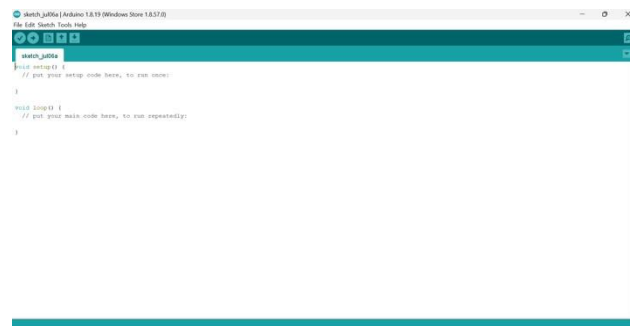 sketch_jul06a | Arduino 1.8.19 (Windows Store 1.8.57.0)
File Edit Sketch Tools Help
sketch_jul06a
void setup() {
  // put your setup code here, to run once:
}
void loop() {
  // put your main code here, to run repeatedly:
}